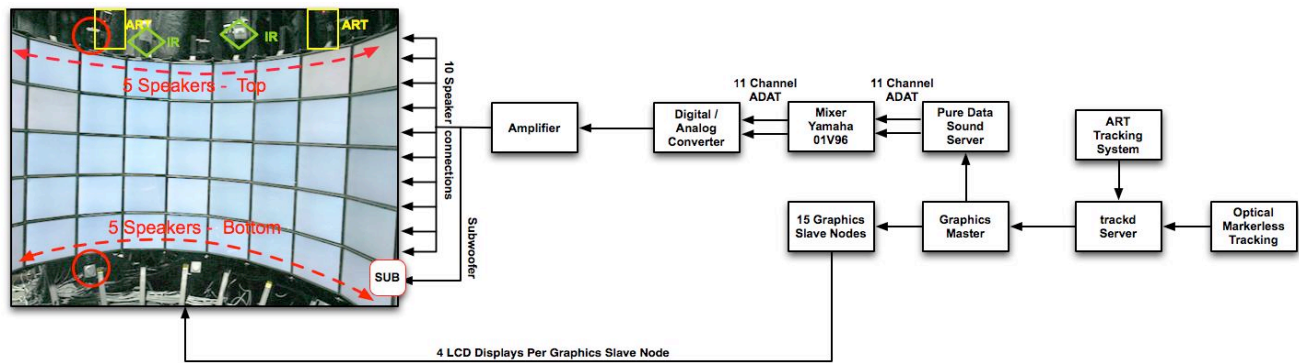 ART
IR
IR
ART
5 Speakers - Top
5 Speakers - Bottom
SUB
10 Speaker connections
Subwoofer
Amplifier
Digital /
Analog
Converter
11 Channel
ADAT
Mixer
Yamaha
01V96
11 Channel
ADAT
Pure Data
Sound
Server
ART
Tracking
System
15 Graphics
Slave Nodes
Graphics
Master
trackd
Server
Optical
Markerless
Tracking
4 LCD Displays Per Graphics Slave Node